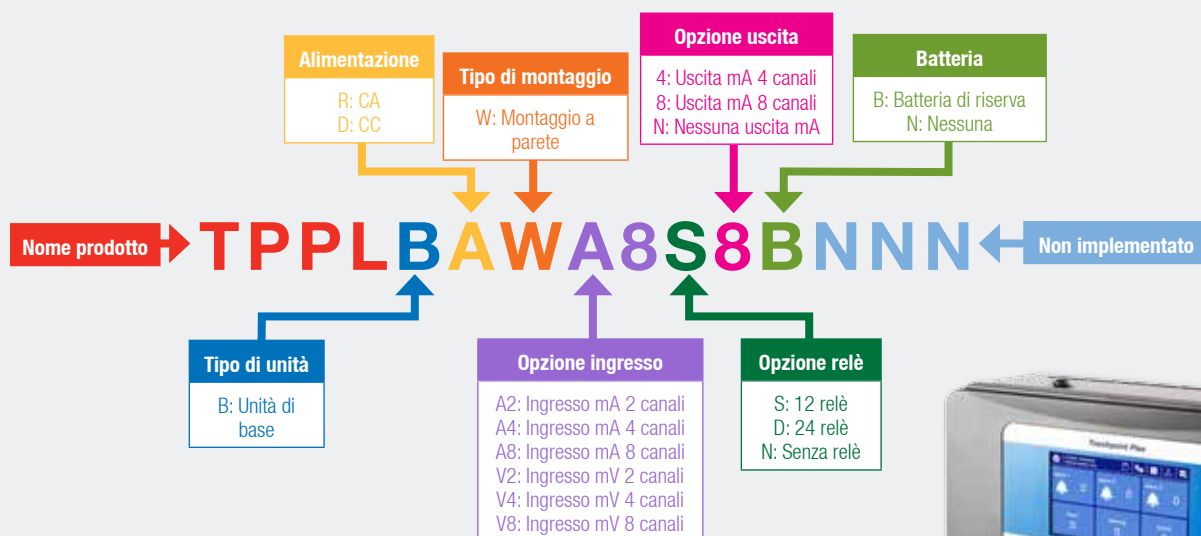 Opzione uscita
4: Uscita mA 4 canali
8: Uscita mA 8 canali
N: Nessuna uscita mA
Alimentazione
R: CA
D: CC
Tipo di montaggio
W: Montaggio a
parete
Batteria
B: Batteria di riserva
N: Nessuna
Nome prodotto
TPPLBAWA8S8BNNN
Non implementato
Tipo di unità
B: Unità di
base
Opzione ingresso
A2: Ingresso mA 2 canali
A4: Ingresso mA 4 canali
A8: Ingresso mA 8 canali
V2: Ingresso mV 2 canali
V4: Ingresso mV 4 canali
V8: Ingresso mV 8 canali
Opzione relè
S: 12 relè
D: 24 relè
N: Senza relè
Touchpoint Plus